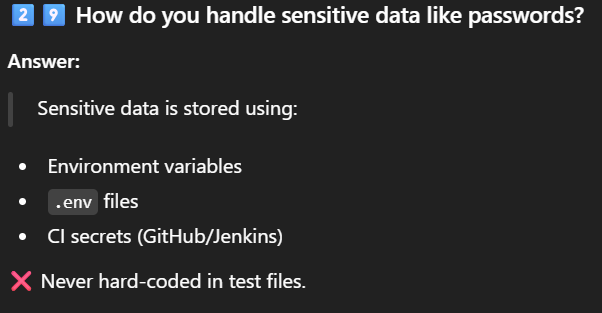 2️⃣ 9️⃣ How do you handle sensitive data like passwords?
Answer:
Sensitive data is stored using:
• Environment variables
• .env files
• CI secrets (GitHub/Jenkins)
❌ Never hard-coded in test files.